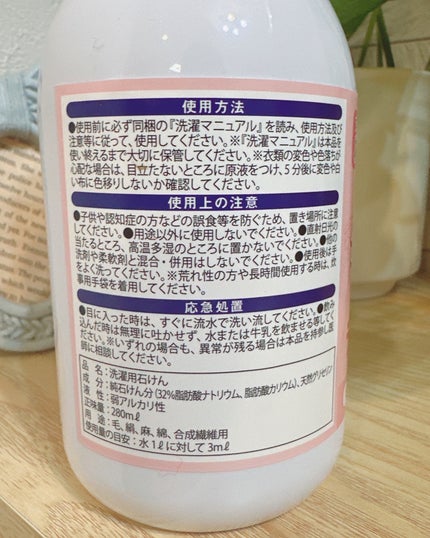 使用方法
●使用前に必ず同梱の『洗濯マニュアル』を読み、使用方法及び
注意等に従って、使用してください。※『洗濯マニュアル』は本品を
使い終えるまで大切に保管してください。※衣類の変色や色落ちが
心配な場合は、目立たないところに原液をつけ、5分後に変色や白
い布に色移りしないか確認してください。
使用上の注意
●子供や認知症の方などの誤食等を防ぐため、置き場所に注意
してください。●用途以外に使用しないでください。●直射日光の
当たるところ、高温多湿のところに置かないでください。●他の
洗剤や柔軟剤と混合・併用はしないでください。●使用後は手
をよく洗ってください。※荒れ性の方や長時間使用する時は、炊
事用手袋を着用してください。
応急処置
●目に入った時は、すぐに流水で洗い流してください。●飲み
込んだ時は無理に吐かせず、水または牛乳を飲ませる等してく
ださい。※いずれの場合も、異常が残る場合は本品を持参し医
師に相談してください。
品 名：洗濯用石けん
成 分：純石けん分(32%脂肪酸ナトリウム、脂肪酸カリウム)、天然グリセリン
液 性：弱アルカリ性
正味量：280mℓ
用 途：毛、絹、麻、綿、合成繊維用
使用量の目安：水1ℓに対して3mℓ